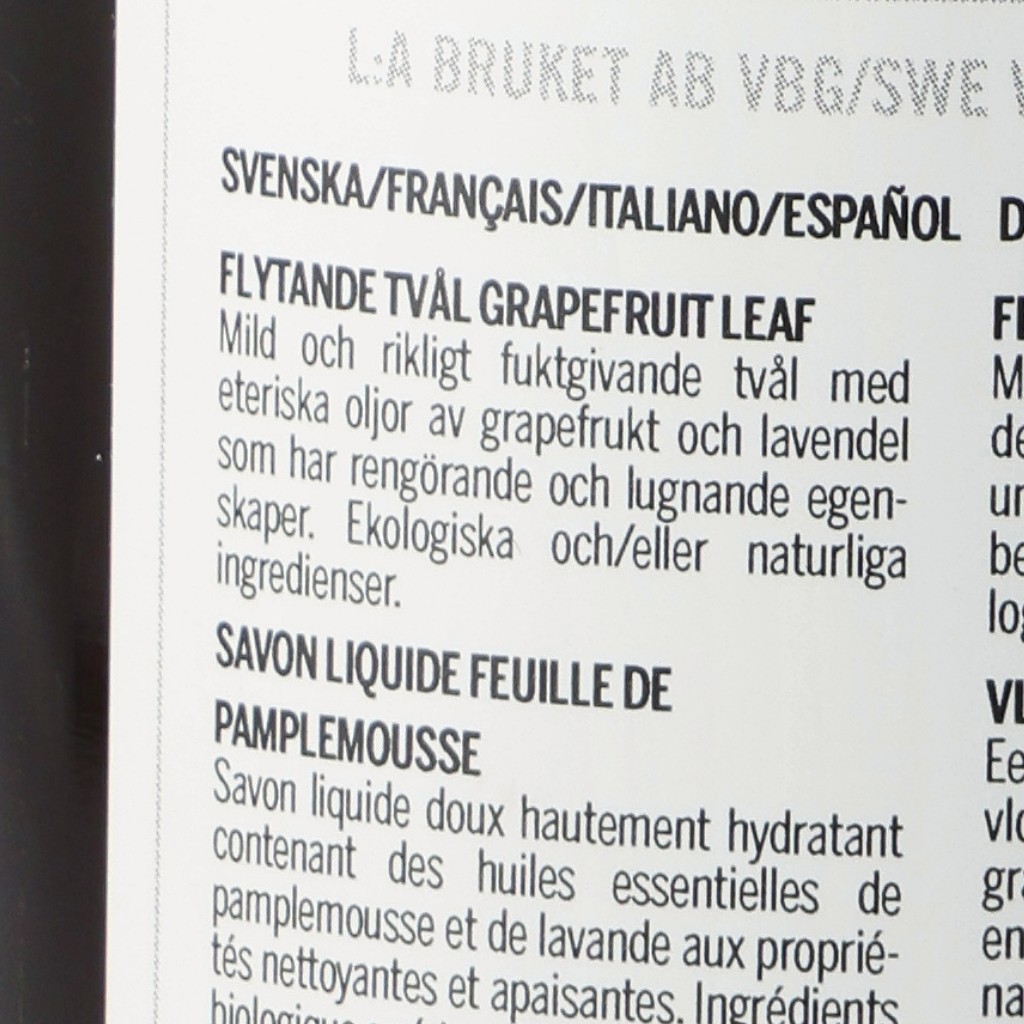 L:A BRUKET AB VBG/SWE
SVENSKA/FRANÇAIS/ITALIANO/ESPAÑOL
FLYTANDE TVÅL GRAPEFRUIT LEAF
Mild och rikligt fuktgivande tvål med
eteriska oljor av grapefrukt och lavendel
som har rengörande och lugnande egen-
skaper. Ekologiska och/eller naturliga
ingredienser.
SAVON LIQUIDE FEUILLE DE
PAMPLEMOUSSE
Savon liquide doux hautement hydratant
contenant des huiles essentielles de
pamplemousse et de lavande aux proprié-
tés nettoyantes et apaisantes. Ingrédients